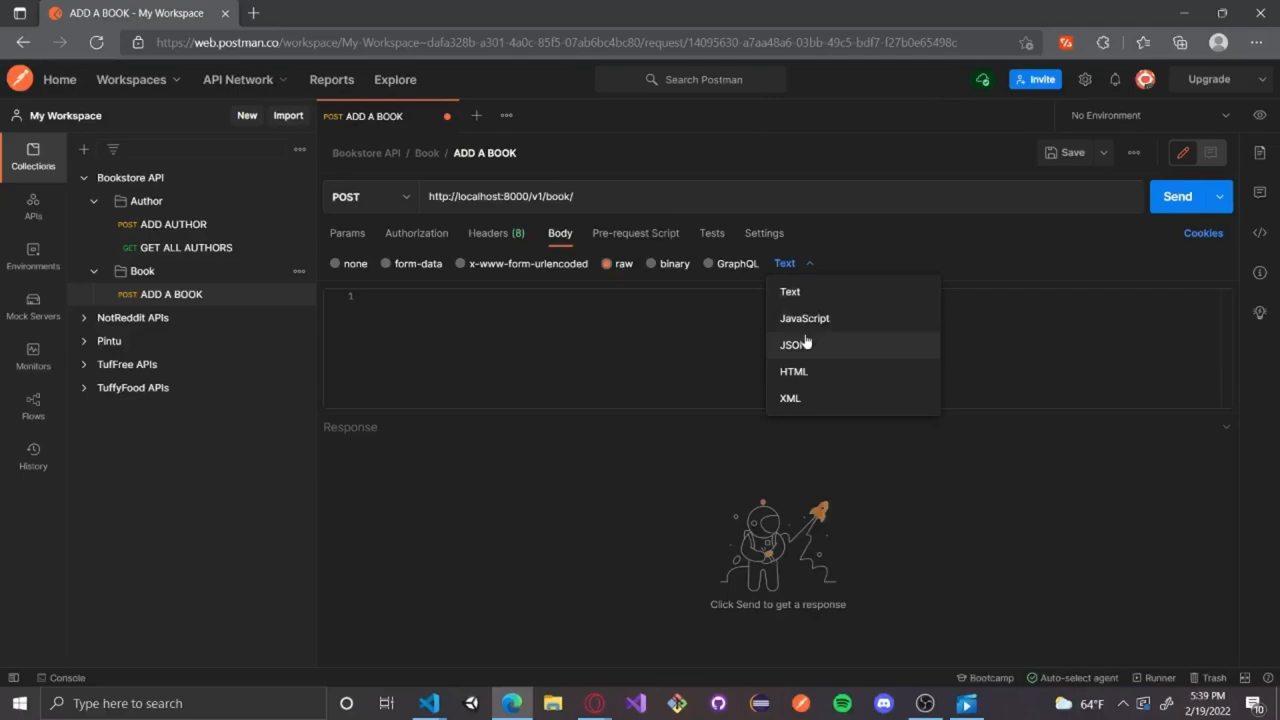 ADD A BOOK - My Workspace
https://web.postman.co/workspace/My-Workspace~dafa328b-a301-4a0c-85f5-07ab6bc4bc80/request/14095630-a7aa48a6-03bb-49c5-bdf7-f27b0e65498c
Home Workspaces API Network Reports Explore Search Postman Invite Upgrade
My Workspace New Import POST ADD A BOOK No Environment
Collections
APIs
Environments
Mock Servers
Monitors
Flows
History
Bookstore API
Author
POST ADD AUTHOR
GET GET ALL AUTHORS
Book
POST ADD A BOOK
NotReddit APIs
Pintu
TufFree APIs
TuffyFood APIs
Bookstore API / Book / ADD A BOOK Save
POST http://localhost:8000/v1/book/ Send
Params Authorization Headers (8) Body Pre-request Script Tests Settings Cookies
none form-data x-www-form-urlencoded raw binary GraphQL Text
1
Text
JavaScript
JSON
HTML
XML
Response
Click Send to get a response
Console Bootcamp Auto-select agent Runner Trash
Type here to search 64°F 5:39 PM
2/19/2022
10